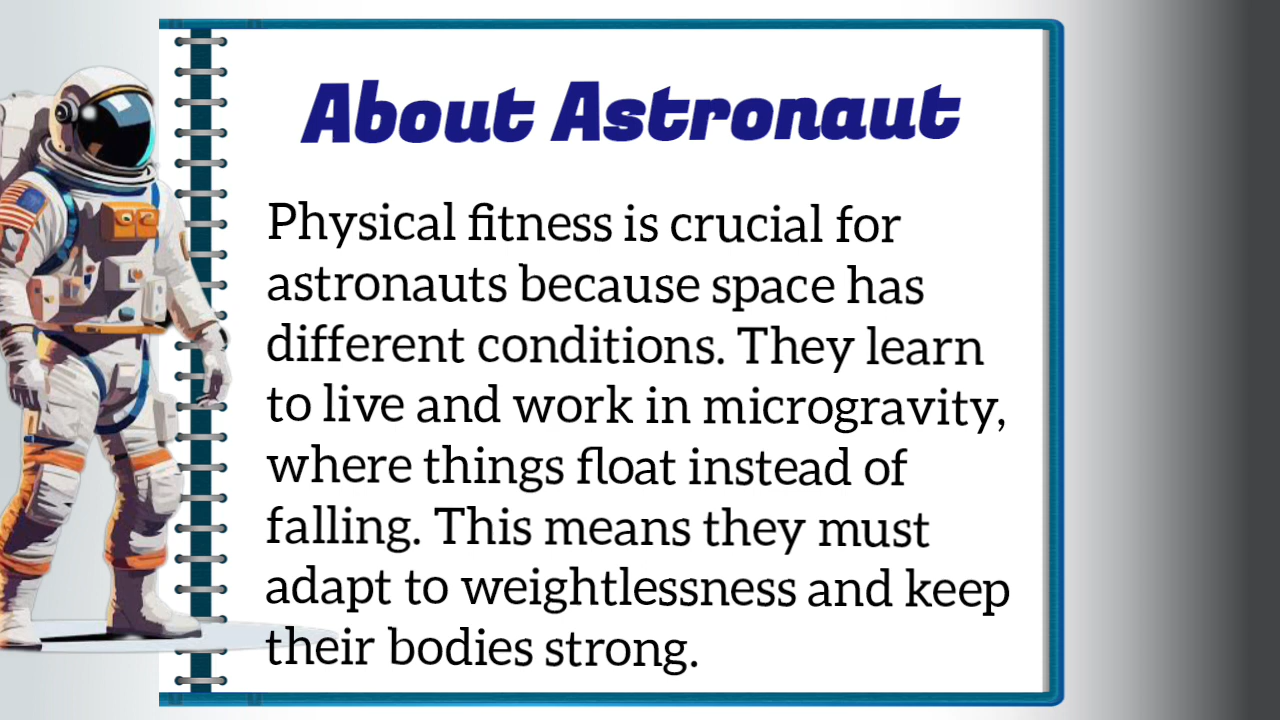 About Astronaut
Physical fitness is crucial for
astronauts because space has
different conditions. They learn
to live and work in microgravity,
where things float instead of
falling. This means they must
adapt to weightlessness and keep
their bodies strong.